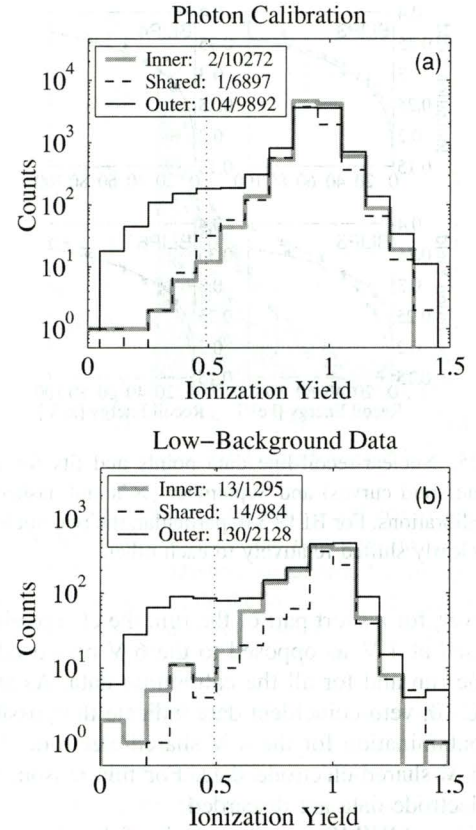 Photon Calibration
(a)
Inner: 2/10272
Shared: 1/6897
Outer: 104/9892
Counts
10^4
10^3
10^2
10^1
10^0
0 0.5 1 1.5
Ionization Yield
Low-Background Data
(b)
Inner: 13/1295
Shared: 14/984
Outer: 130/2128
Counts
10^3
10^2
10^1
10^0
0 0.5 1 1.5
Ionization Yield